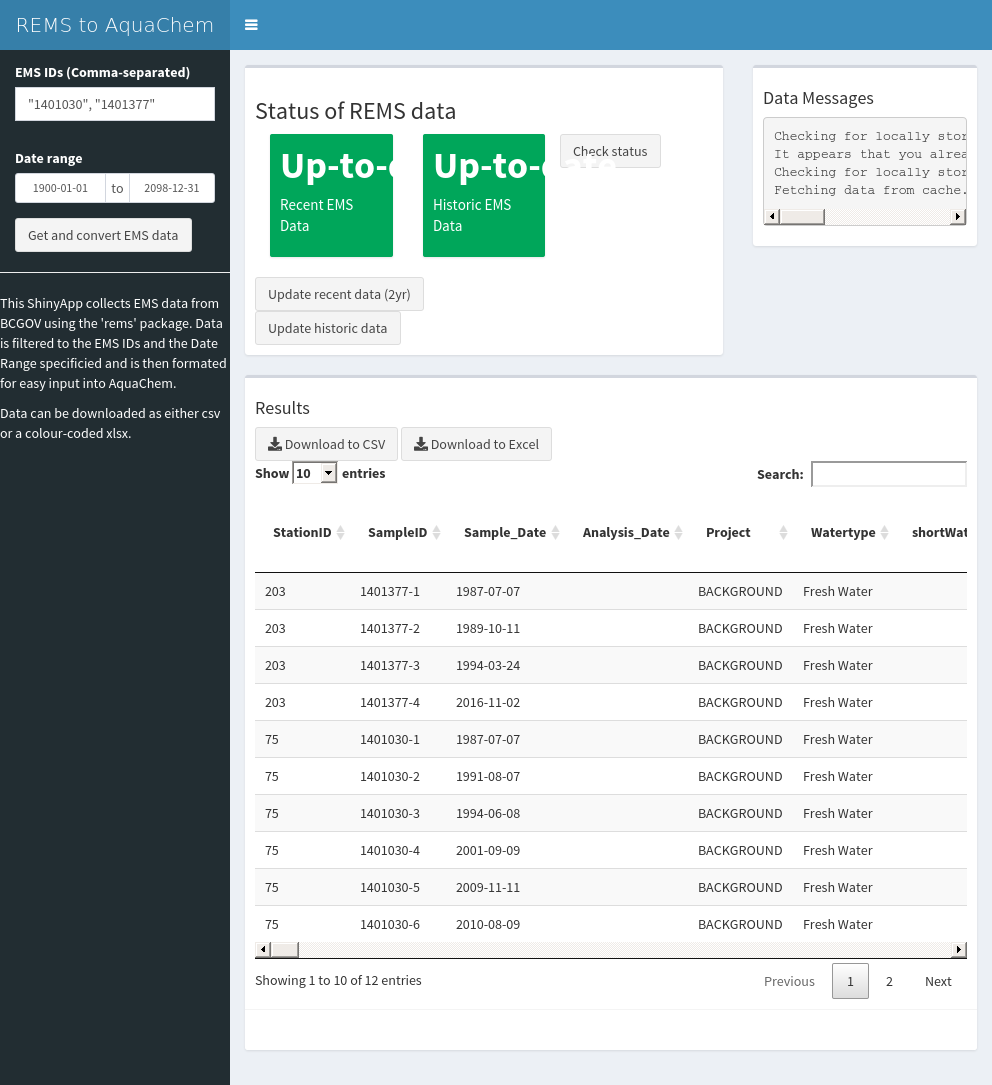 REMS to AquaChem
EMS IDs (Comma-separated)
"1401030", "1401377"
Date range
1900-01-01 to 2098-12-31
Get and convert EMS data
This ShinyApp collects EMS data from
BCGOV using the 'rems' package. Data
is filtered to the EMS IDs and the Date
Range specificied and is then formated
for easy input into AquaChem.
Data can be downloaded as either csv
or a colour-coded xlsx.
Status of REMS data
Up-to-
Recent EMS
Data
Up-to-date
Historic EMS
Data
Check status
Update recent data (2yr)
Update historic data
Data Messages
Checking for locally stor
It appears that you alrea
Checking for locally stor
Fetching data from cache.
Results
Download to CSV Download to Excel
Show 10 entries Search:
StationID SampleID Sample_Date Analysis_Date Project Watertype shortWat
203 1401377-1 1987-07-07 BACKGROUND Fresh Water
203 1401377-2 1989-10-11 BACKGROUND Fresh Water
203 1401377-3 1994-03-24 BACKGROUND Fresh Water
203 1401377-4 2016-11-02 BACKGROUND Fresh Water
75 1401030-1 1987-07-07 BACKGROUND Fresh Water
75 1401030-2 1991-08-07 BACKGROUND Fresh Water
75 1401030-3 1994-06-08 BACKGROUND Fresh Water
75 1401030-4 2001-09-09 BACKGROUND Fresh Water
75 1401030-5 2009-11-11 BACKGROUND Fresh Water
75 1401030-6 2010-08-09 BACKGROUND Fresh Water
Showing 1 to 10 of 12 entries Previous 1 2 Next